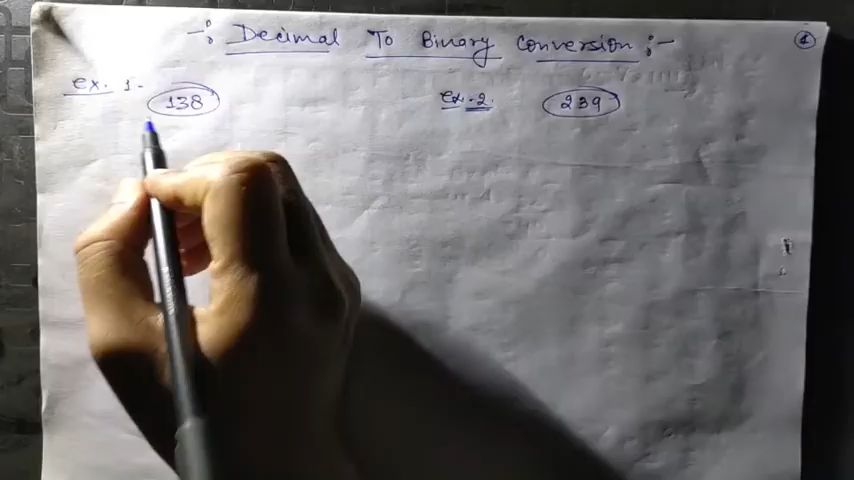 -: Decimal To Binary Conversion :- 1
ex. 1- 138
ex. 2. 239